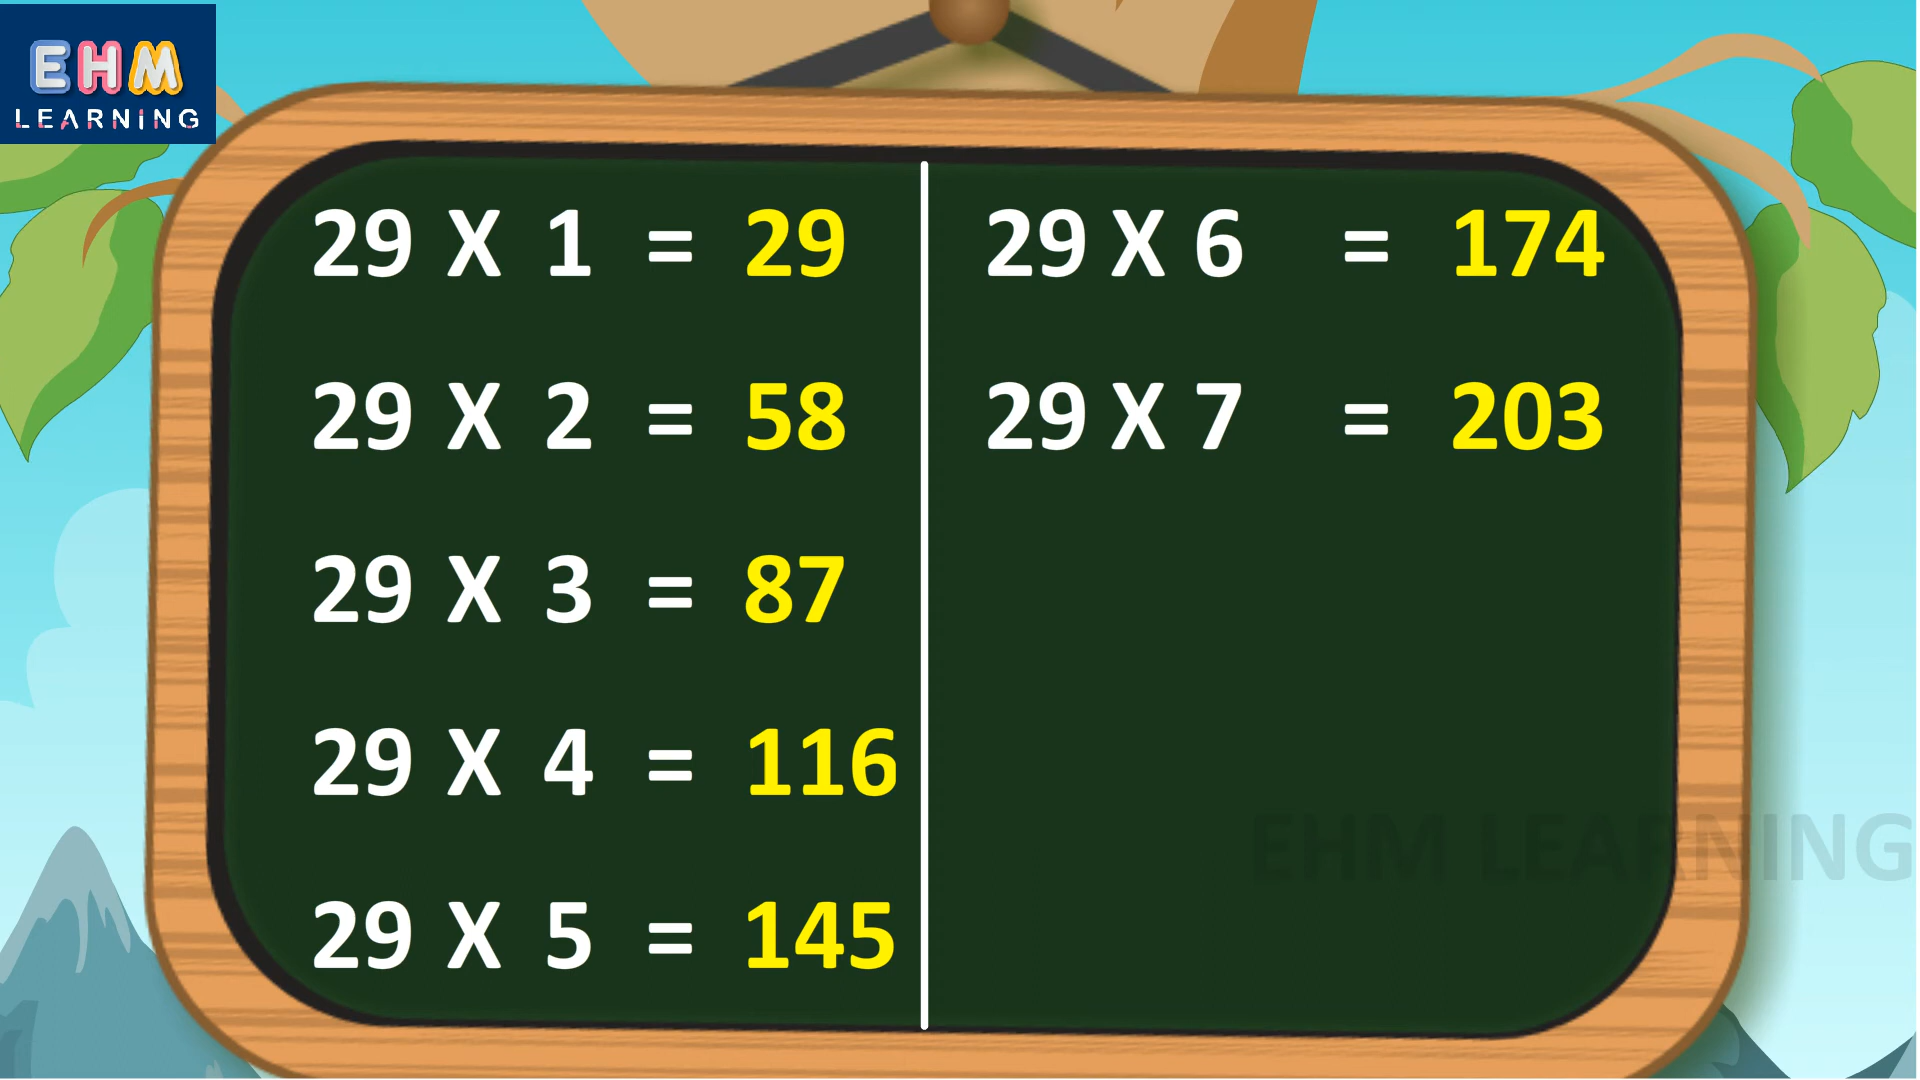 EHM
LEARNING
29 X 1 = 29
29 X 2 = 58
29 X 3 = 87
29 X 4 = 116
29 X 5 = 145
29 X 6 = 174
29 X 7 = 203
EHM LEARNING